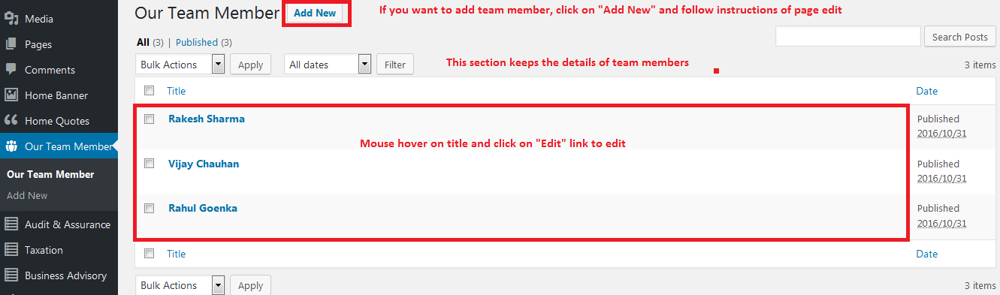 Media
Pages
Comments
Home Banner
Home Quotes
Our Team Member
Our Team Member
Add New
Audit & Assurance
Taxation
Business Advisory
Our Team Member Add New If you want to add team member, click on "Add New" and follow instructions of page edit
All (3) | Published (3)
Search Posts
Bulk Actions Apply All dates Filter This section keeps the details of team members 3 items
Title Date
Rakesh Sharma Published
2016/10/31
Mouse hover on title and click on "Edit" link to edit
Vijay Chauhan Published
2016/10/31
Rahul Goenka Published
2016/10/31
Title Date
Bulk Actions Apply 3 items